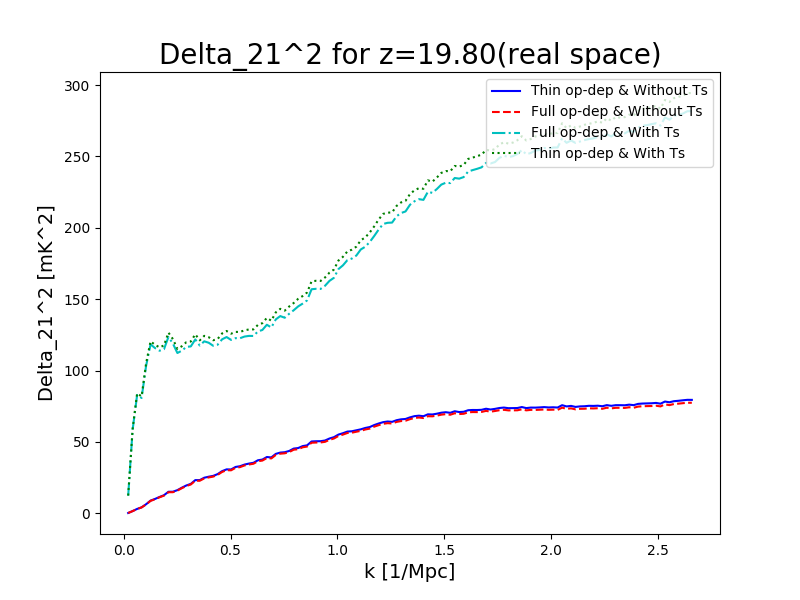 Delta_21^2 for z=19.80(real space)
Thin op-dep & Without Ts
Full op-dep & Without Ts
Full op-dep & With Ts
Thin op-dep & With Ts
Delta_21^2 [mK^2]
300
250
200
150
100
50
0
0.0 0.5 1.0 1.5 2.0 2.5
k [1/Mpc]